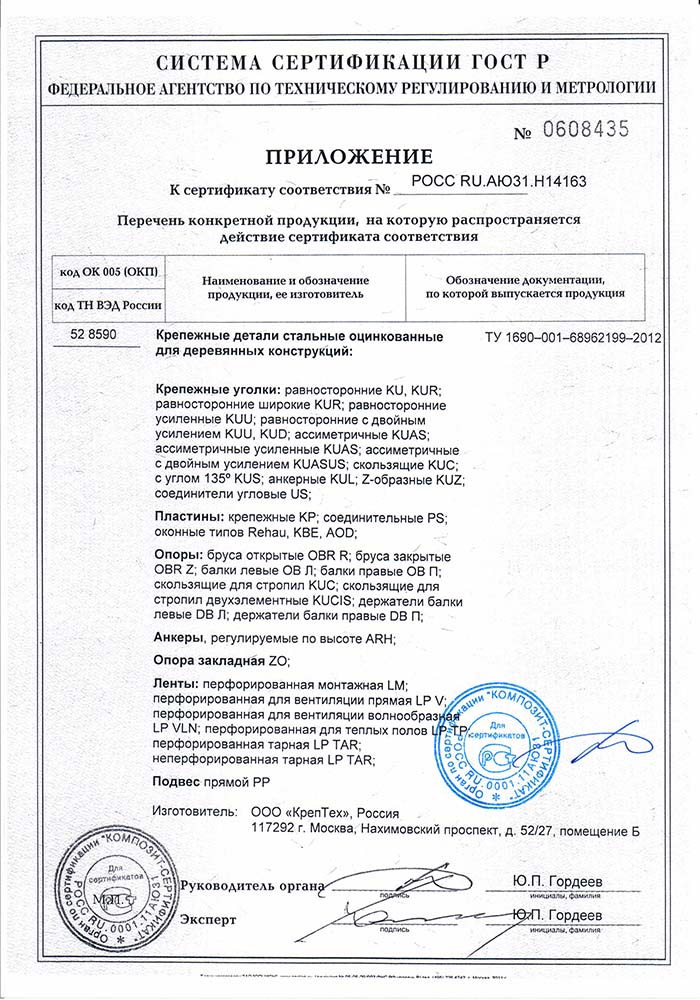 СИСТЕМА СЕРТИФИКАЦИИ ГОСТ Р
ФЕДЕРАЛЬНОЕ АГЕНТСТВО ПО ТЕХНИЧЕСКОМУ РЕГУЛИРОВАНИЮ И МЕТРОЛОГИИ
№ 0608435
ПРИЛОЖЕНИЕ
К сертификату соответствия № РОСС RU.АЮ31.Н14163
Перечень конкретной продукции, на которую распространяется
действие сертификата соответствия
код ОК 005 (ОКП)
код ТН ВЭД России
Наименование и обозначение
продукции, ее изготовитель
Обозначение документации,
по которой выпускается продукция
52 8590
Крепежные детали стальные оцинкованные
для деревянных конструкций:
ТУ 1690–001–68962199–2012
Крепежные уголки: равносторонние KU, KUR;
равносторонние широкие KUR; равносторонние
усиленные KUU; равносторонние с двойным
усилением KUU, KUD; ассиметричные KUAS;
ассиметричные усиленные KUAS; ассиметричные
с двойным усилением KUASUS; скользящие KUC;
с углом 135º KUS; анкерные KUL; Z-образные KUZ;
соединители угловые US;
Пластины: крепежные KP; соединительные PS;
оконные типов Rehau, KBE, AOD;
Опоры: бруса открытые OBR R; бруса закрытые
OBR Z; балки левые ОВ Л; балки правые ОВ П;
скользящие для стропил KUC; скользящие для
стропил двухэлементные KUCIS; держатели балки
левые DB Л; держатели балки правые DB П;
Анкеры, регулируемые по высоте ARH;
Опора закладная ZO;
Ленты: перфорированная монтажная LM;
перфорированная для вентиляции прямая LP V;
перфорированная для вентиляции волнообразная
LP VLN; перфорированная для теплых полов LP TP
перфорированная тарная LP TAR;
неперфорированная тарная LP TAR;
Подвес прямой PP
Орган по сертификации "КОМПОЗИТ-СЕРТИФИКАТ"
РОСС RU.0001.11АЮ31
Для
сертификатов
Изготовитель: ООО «КрепТех», Россия
117292 г. Москва, Нахимовский проспект, д. 52/27, помещение Б
Орган по сертификации "КОМПОЗИТ-СЕРТИФИКАТ"
РОСС RU.0001.11АЮ31
Для
сертификатов
М.П.
Руководитель органа
подпись
Ю.П. Гордеев
инициалы, фамилия
Эксперт
подпись
Ю.П. Гордеев
инициалы, фамилия